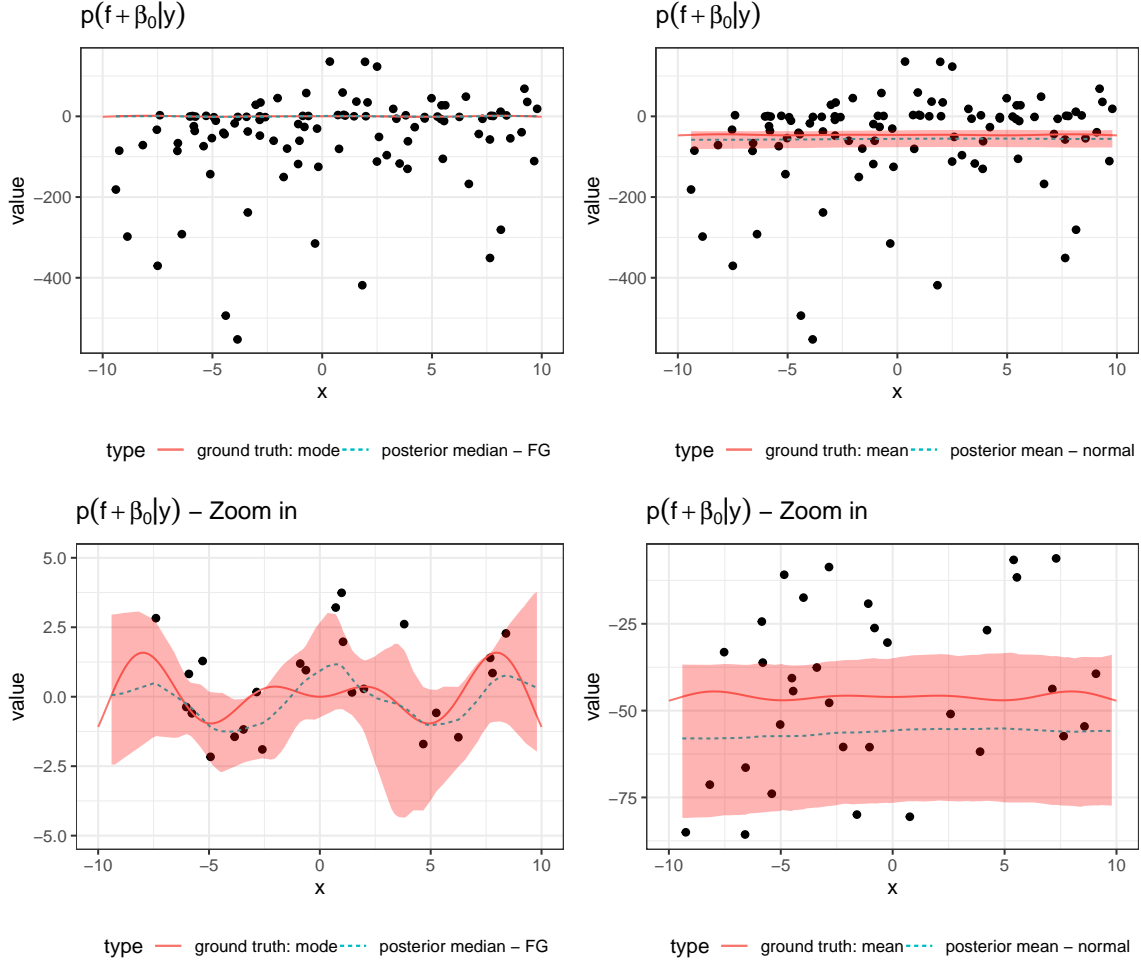 p(f + β₀|y)
value
0
−200
−400
−10
−5
0
5
10
x
type ground truth: mode posterior median − FG
p(f + β₀|y)
value
0
−200
−400
−10
−5
0
5
10
x
type ground truth: mean posterior mean − normal
p(f + β₀|y) − Zoom in
value
5.0
2.5
0.0
−2.5
−5.0
−10
−5
0
5
10
x
type ground truth: mode posterior median − FG
p(f + β₀|y) − Zoom in
value
−25
−50
−75
−10
−5
0
5
10
x
type ground truth: mean posterior mean − normal